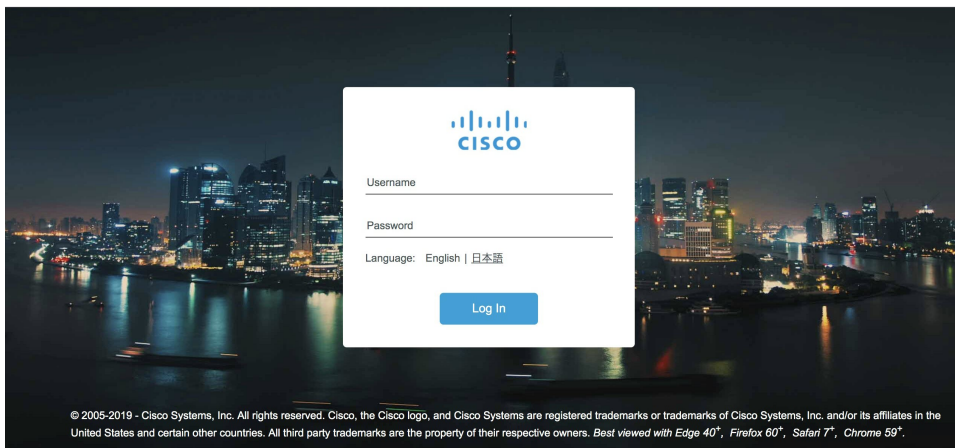 CISCO
Username
Password
Language: English | 日本語
Log In
© 2005-2019 - Cisco Systems, Inc. All rights reserved. Cisco, the Cisco logo, and Cisco Systems are registered trademarks or trademarks of Cisco Systems, Inc. and/or its affiliates in the
United States and certain other countries. All third party trademarks are the property of their respective owners. Best viewed with Edge 40+, Firefox 60+, Safari 7+, Chrome 59+.